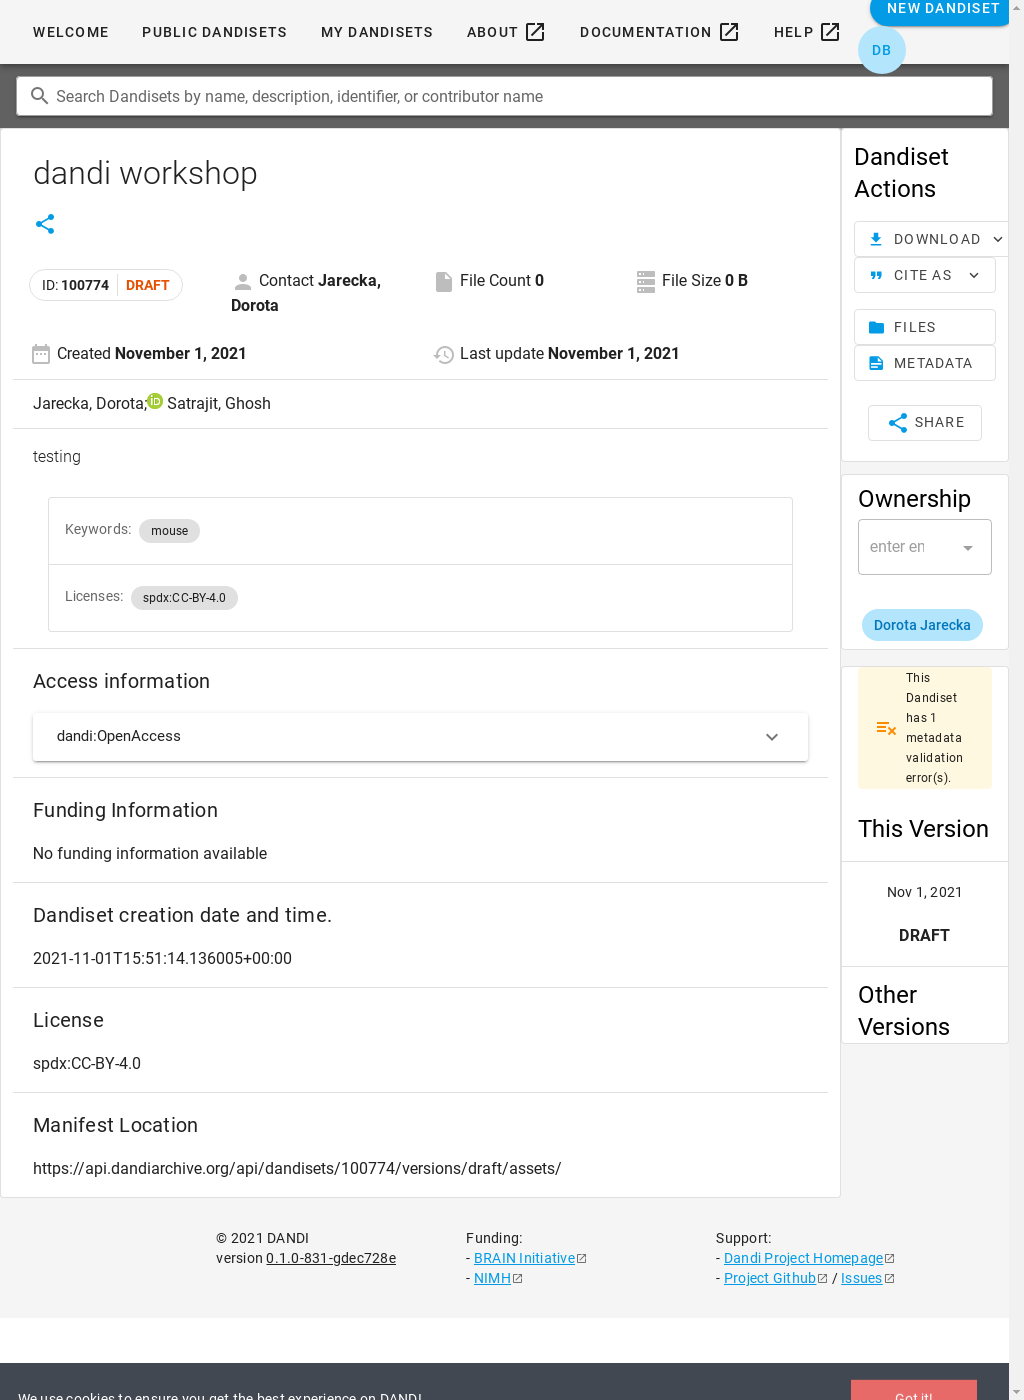 WELCOME PUBLIC DANDISETS MY DANDISETS ABOUT DOCUMENTATION HELP NEW DANDISET
DB
Search Dandisets by name, description, identifier, or contributor name
dandi workshop
ID: 100774 DRAFT
Contact Jarecka, Dorota
File Count 0
File Size 0 B
Created November 1, 2021
Last update November 1, 2021
Jarecka, Dorota; Satrajit, Ghosh
testing
Keywords: mouse
Licenses: spdx:CC-BY-4.0
Access information
dandi:OpenAccess
Funding Information
No funding information available
Dandiset creation date and time.
2021-11-01T15:51:14.136005+00:00
License
spdx:CC-BY-4.0
Manifest Location
https://api.dandiarchive.org/api/dandisets/100774/versions/draft/assets/
Dandiset
Actions
DOWNLOAD
CITE AS
FILES
METADATA
SHARE
Ownership
enter en
Dorota Jarecka
This
Dandiset
has 1
metadata
validation
error(s).
This Version
Nov 1, 2021
DRAFT
Other
Versions
© 2021 DANDI
version 0.1.0-831-gdec728e
Funding:
- BRAIN Initiative
- NIMH
Support:
- Dandi Project Homepage
- Project Github / Issues
We use cookies to ensure you get the best experience on DANDI.
Got it!